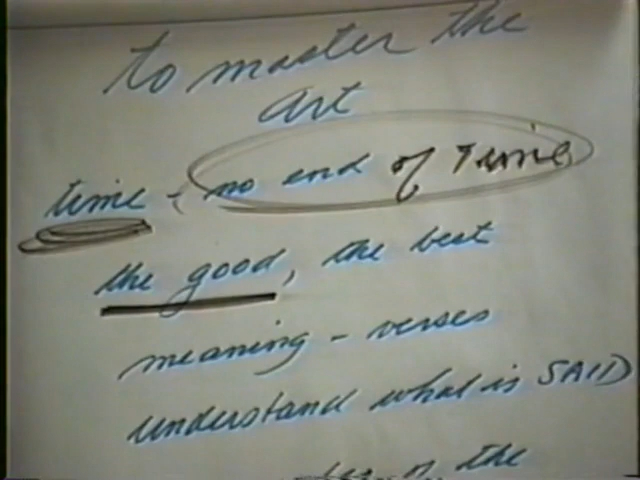 to master the
art
time - no end of Time
the good, the best
meaning - verses
understand what is SAID
the